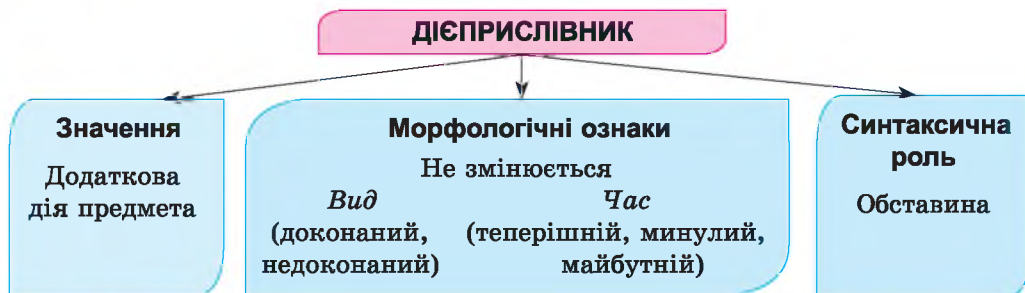 ДІЄПРИСЛІВНИК
Значення
Додаткова
дія предмета
Морфологічні ознаки
Не змінюється
Вид
(доконаний,
недоконаний)
Час
(теперішній, минулий,
майбутній)
Синтаксична
роль
Обставина